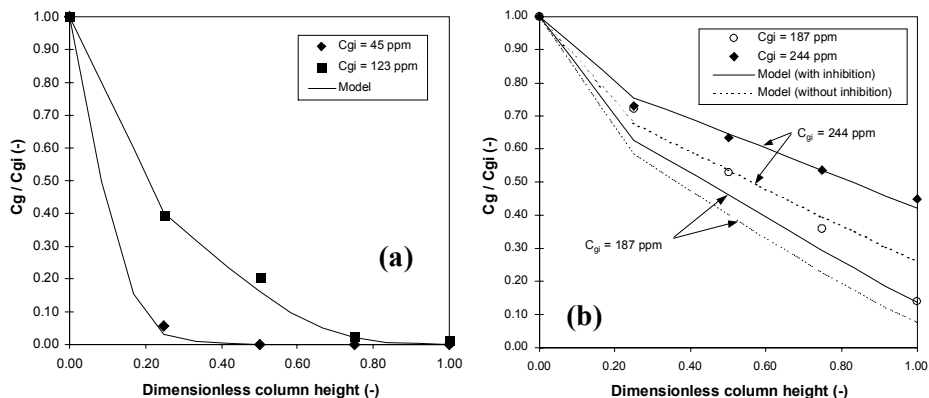 1.00
0.90
0.80
0.70
0.60
0.50
0.40
0.30
0.20
0.10
0.00
Cg / Cgi (-)
Cgi = 45 ppm
Cgi = 123 ppm
Model
(a)
0.00 0.20 0.40 0.60 0.80 1.00
Dimensionless column height (-)
1.00
0.90
0.80
0.70
0.60
0.50
0.40
0.30
0.20
0.10
0.00
Cg / Cgi (-)
Cgi = 187 ppm
Cgi = 244 ppm
Model (with inhibition)
Model (without inhibition)
Cgi = 244 ppm
Cgi = 187 ppm
(b)
0.00 0.20 0.40 0.60 0.80 1.00
Dimensionless column height (-)